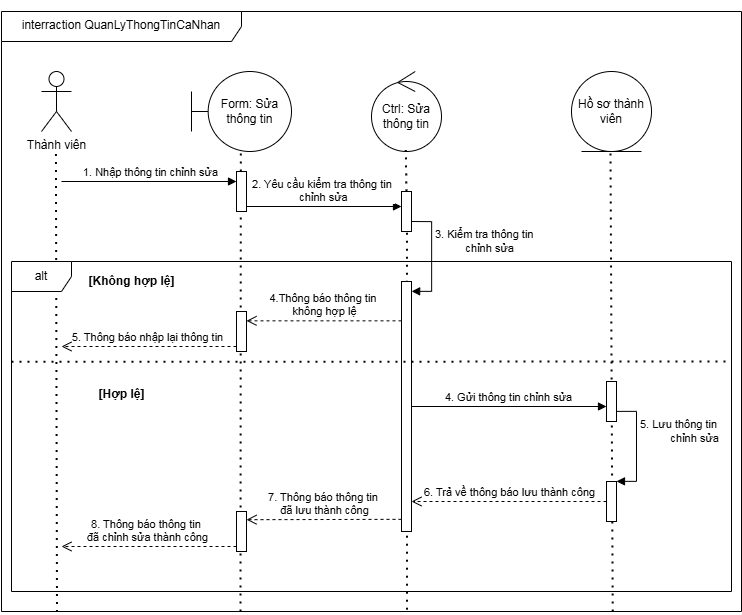 interraction QuanLyThongTinCaNhan
Form: Sửa
thông tin
Ctrl: Sửa
thông tin
Hồ sơ thành
viên
Thành viên
1. Nhập thông tin chỉnh sửa
2. Yêu cầu kiểm tra thông tin
chỉnh sửa
3. Kiểm tra thông tin
chỉnh sửa
alt
[Không hợp lệ]
4.Thông báo thông tin
không hợp lệ
5. Thông báo nhập lại thông tin
[Hợp lệ]
4. Gửi thông tin chỉnh sửa
5. Lưu thông tin
chỉnh sửa
6. Trả về thông báo lưu thành công
7. Thông báo thông tin
đã lưu thành công
8. Thông báo thông tin
đã chỉnh sửa thành công